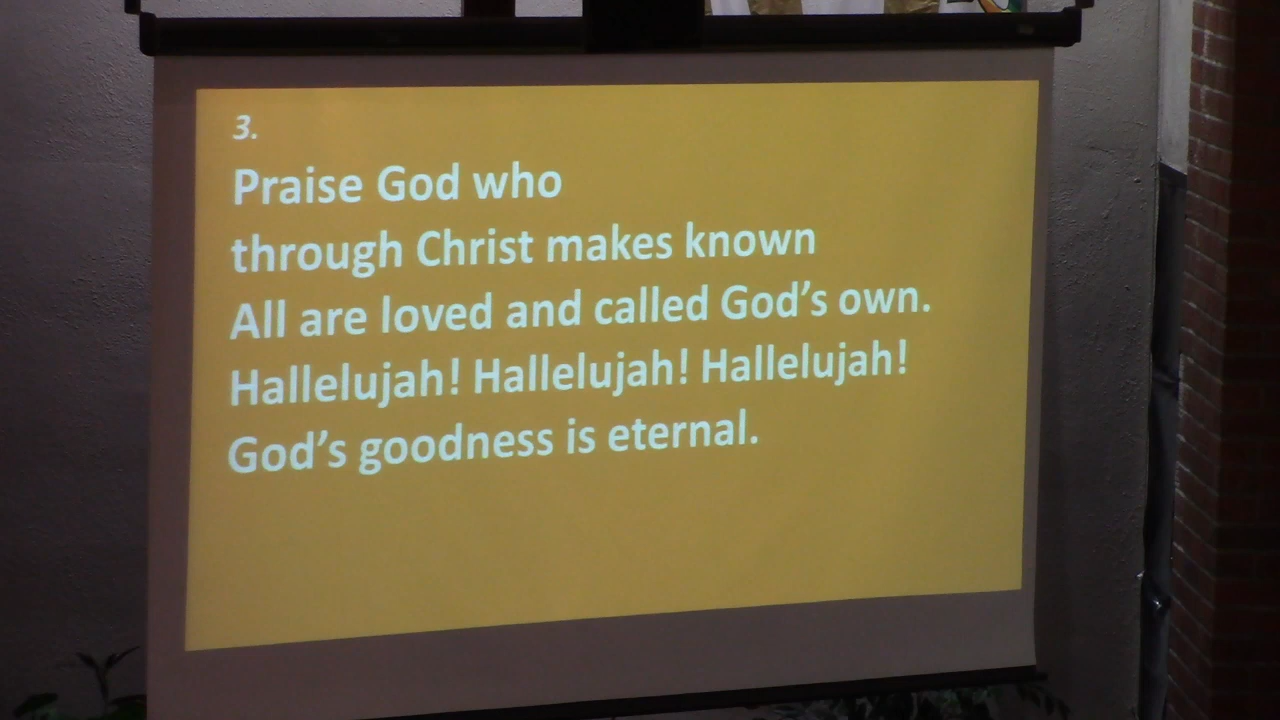 3.
Praise God who
through Christ makes known
All are loved and called God’s own.
Hallelujah! Hallelujah! Hallelujah!
God’s goodness is eternal.